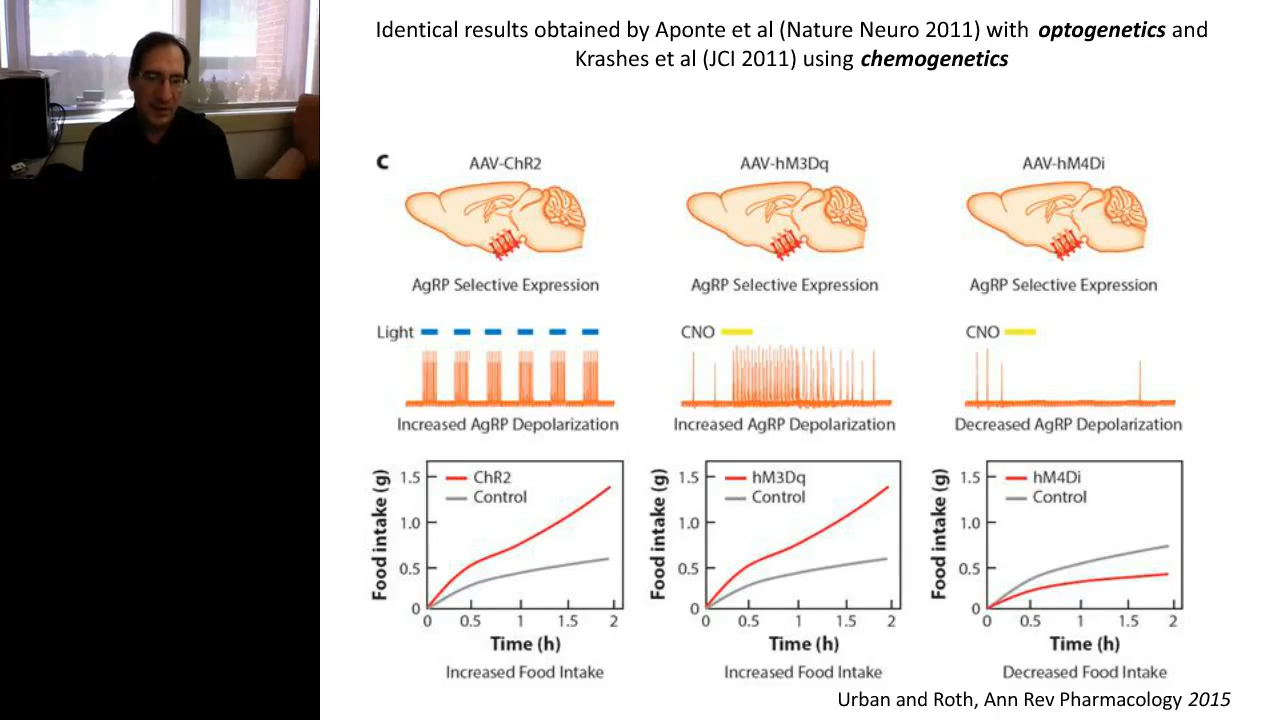 Identical results obtained by Aponte et al (Nature Neuro 2011) with optogenetics and
Krashes et al (JCI 2011) using chemogenetics
C
AAV-ChR2
AgRP Selective Expression
Light
Increased AgRP Depolarization
Food intake (g)
1.5
1.0
0.5
0
ChR2
Control
0 0.5 1 1.5 2
Time (h)
Increased Food Intake
AAV-hM3Dq
AgRP Selective Expression
CNO
Increased AgRP Depolarization
Food intake (g)
1.5
1.0
0.5
0
hM3Dq
Control
0 0.5 1 1.5 2
Time (h)
Increased Food Intake
AAV-hM4Di
AgRP Selective Expression
CNO
Decreased AgRP Depolarization
Food intake (g)
1.5
1.0
0.5
0
hM4Di
Control
0 0.5 1 1.5 2
Time (h)
Decreased Food Intake
Urban and Roth, Ann Rev Pharmacology 2015